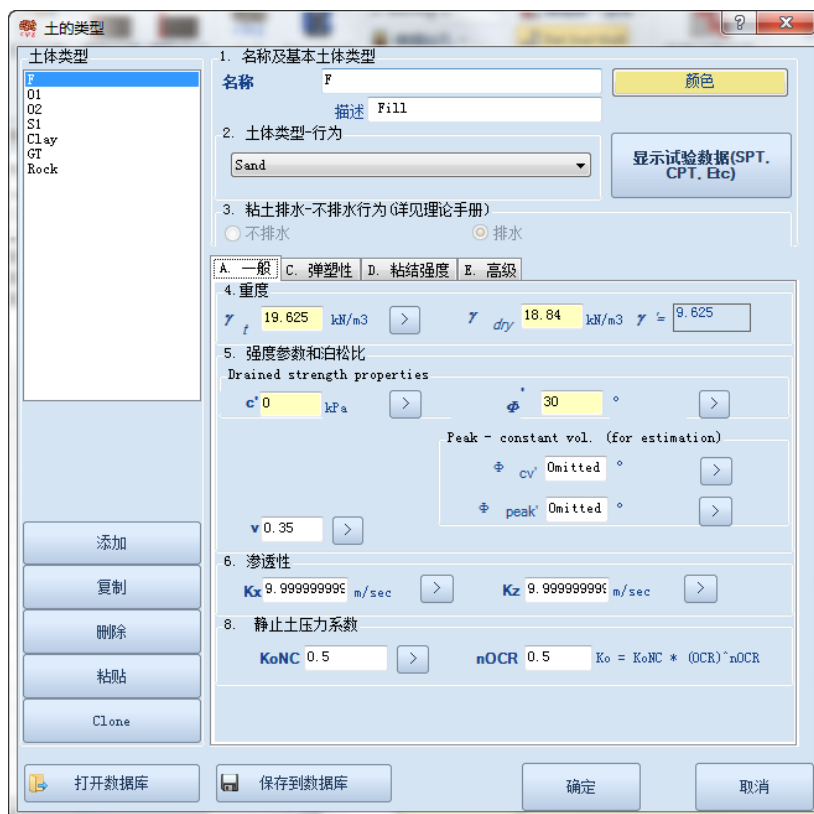 土的类型
土体类型
F
O1
O2
S1
Clay
GT
Rock
添加
复制
删除
粘贴
Clone
1. 名称及基本土体类型
名称 F
颜色
描述 Fill
2. 土体类型-行为
Sand
显示试验数据(SPT,
CPT, Etc)
3. 粘土排水-不排水行为(详见理论手册)
不排水 排水
A. 一般 C. 弹塑性 D. 粘结强度 E. 高级
4.重度
γ t 19.625 kN/m3 > γ dry 18.84 kN/m3 γ '= 9.625
5. 强度参数和泊松比
Drained strength properties
c' 0 kPa > Φ' 30 ° >
Peak - constant vol. (for estimation)
Φ cv' Omitted ° >
Φ peak' Omitted ° >
v 0.35 >
6. 渗透性
Kx 9.999999999 m/sec > Kz 9.99999999 m/sec >
8. 静止土压力系数
KoNC 0.5 > nOCR 0.5 Ko = KoNC * (OCR)^nOCR
打开数据库 保存到数据库 确定 取消